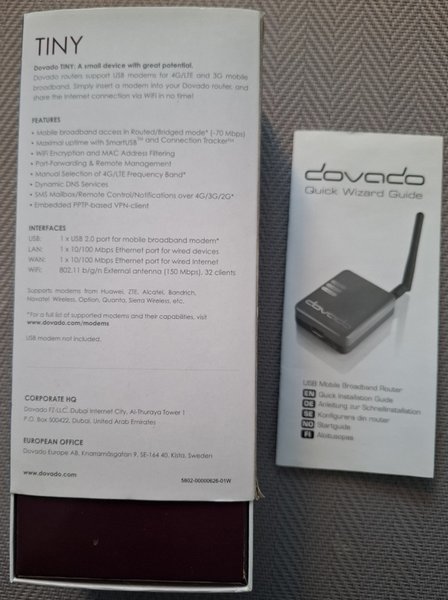 TINY
Dovado TINY: A small device with great potential.
Dovado routers support USB modems for 4G/LTE and 3G mobile
broadband. Simply insert a modem into your Dovado router, and
share the Internet connection via WiFi in no time!
FEATURES
• Mobile broadband access in Routed/Bridged mode* (~70 Mbps)
• Maximal uptime with SmartUSB™ and Connection Tracker™
• WiFi Encryption and MAC Address Filtering
• Port-Forwarding & Remote Management
• Manual Selection of 4G/LTE Frequency Band*
• Dynamic DNS Services
• SMS Mailbox/Remote Control/Notifications over 4G/3G/2G*
• Embedded PPTP-based VPN-client
INTERFACES
USB: 1 x USB 2.0 port for mobile broadband modem*
LAN: 1 x 10/100 Mbps Ethernet port for wired devices
WAN: 1 x 10/100 Mbps Ethernet port for wired Internet
WiFi: 802.11 b/g/n External antenna (150 Mbps), 32 clients
Supports modems from Huawei, ZTE, Alcatel, Bandrich,
Novatel Wireless, Option, Quanta, Sierra Wireless, etc.
*For a full list of supported modems and their capabilities, visit
www.dovado.com/modems
USB modem not included.
CORPORATE HQ
Dovado FZ-LLC, Dubai Internet City, Al-Thuraya Tower 1
P.O. Box 500422, Dubai, United Arab Emirates
EUROPEAN OFFICE
Dovado Europe AB, Knarrarnäsgatan 9, SE-164 40, Kista, Sweden
www.dovado.com
5802-00000626-01W
dovado
Quick Wizard Guide
dovado
USB Mobile Broadband Router
EN Quick Installation Guide
DE Anleitung zur Schnellinstallation
SE Konfigurera din router
NO Startguide
FI Aloitusopas